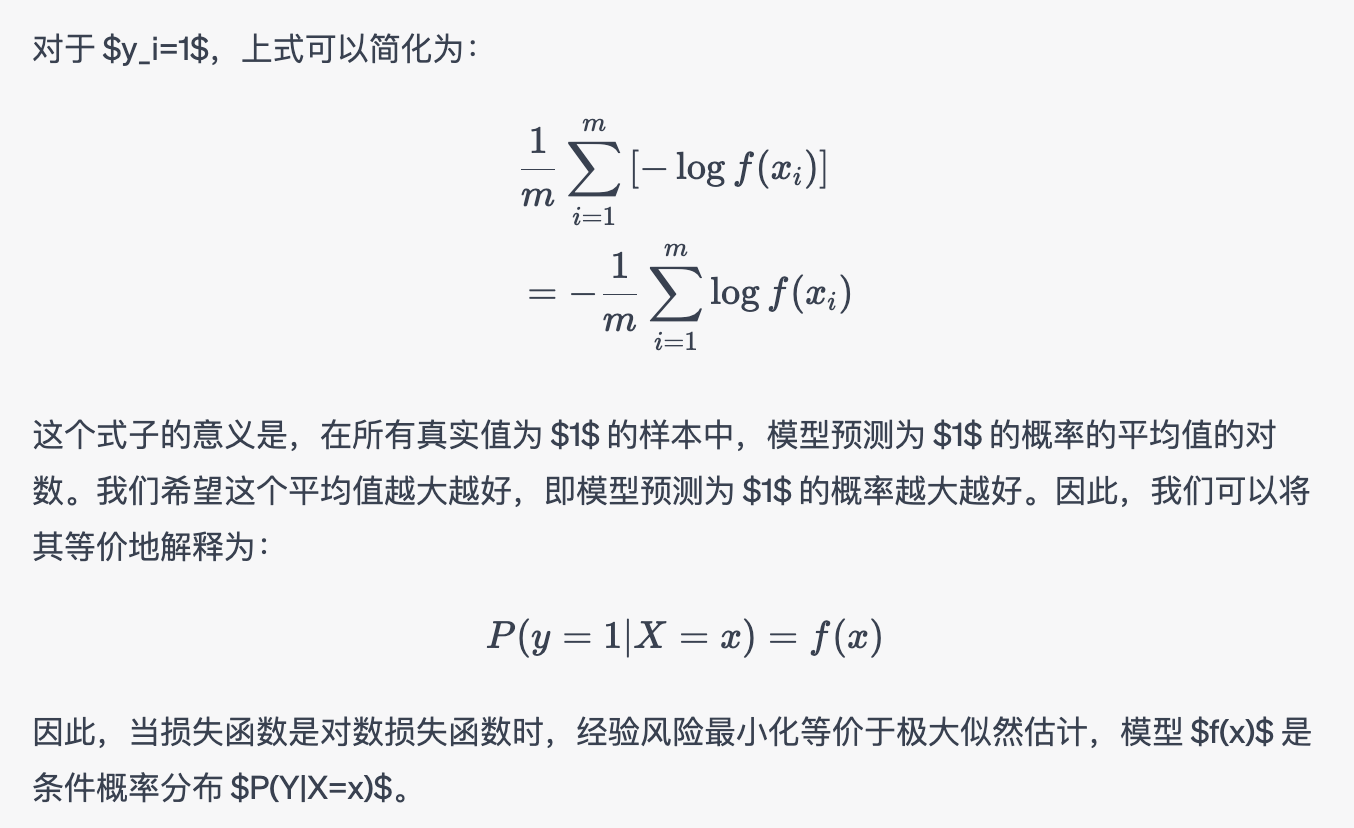 对于 $y_i=1$，上式可以简化为：
\frac{1}{m} \sum_{i=1}^{m} [-\log f(x_i)]
= -\frac{1}{m} \sum_{i=1}^{m} \log f(x_i)
这个式子的意义是，在所有真实值为 $1$ 的样本中，模型预测为 $1$ 的概率的平均值的对
数。我们希望这个平均值越大越好，即模型预测为 $1$ 的概率越大越好。因此，我们可以将
其等价地解释为：
P(y = 1|X = x) = f(x)
因此，当损失函数是对数损失函数时，经验风险最小化等价于极大似然估计，模型 $f(x)$ 是
条件概率分布 $P(Y|X=x)$。